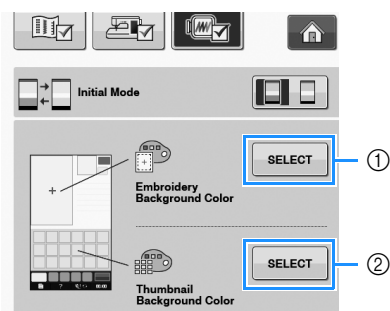 Initial Mode
SELECT
①
Embroidery
Background Color
SELECT
②
Thumbnail
Background Color